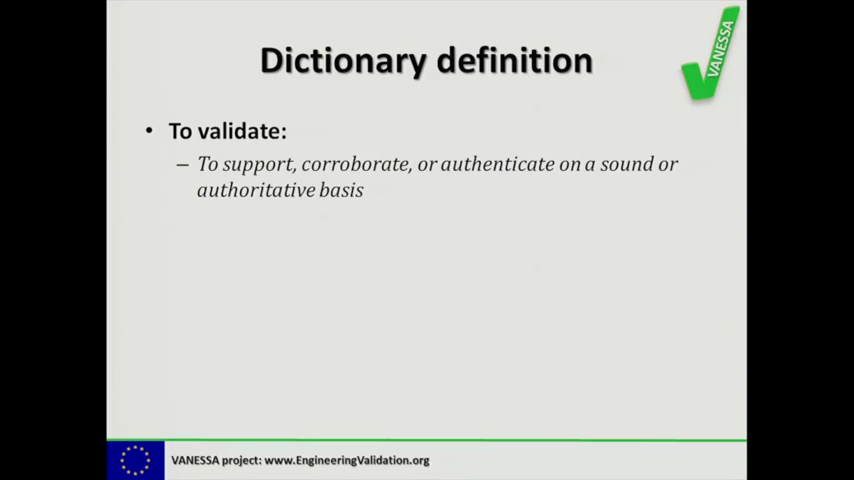 Dictionary definition
VANESSA
• To validate:
– To support, corroborate, or authenticate on a sound or
authoritative basis
VANESSA project: www.EngineeringValidation.org